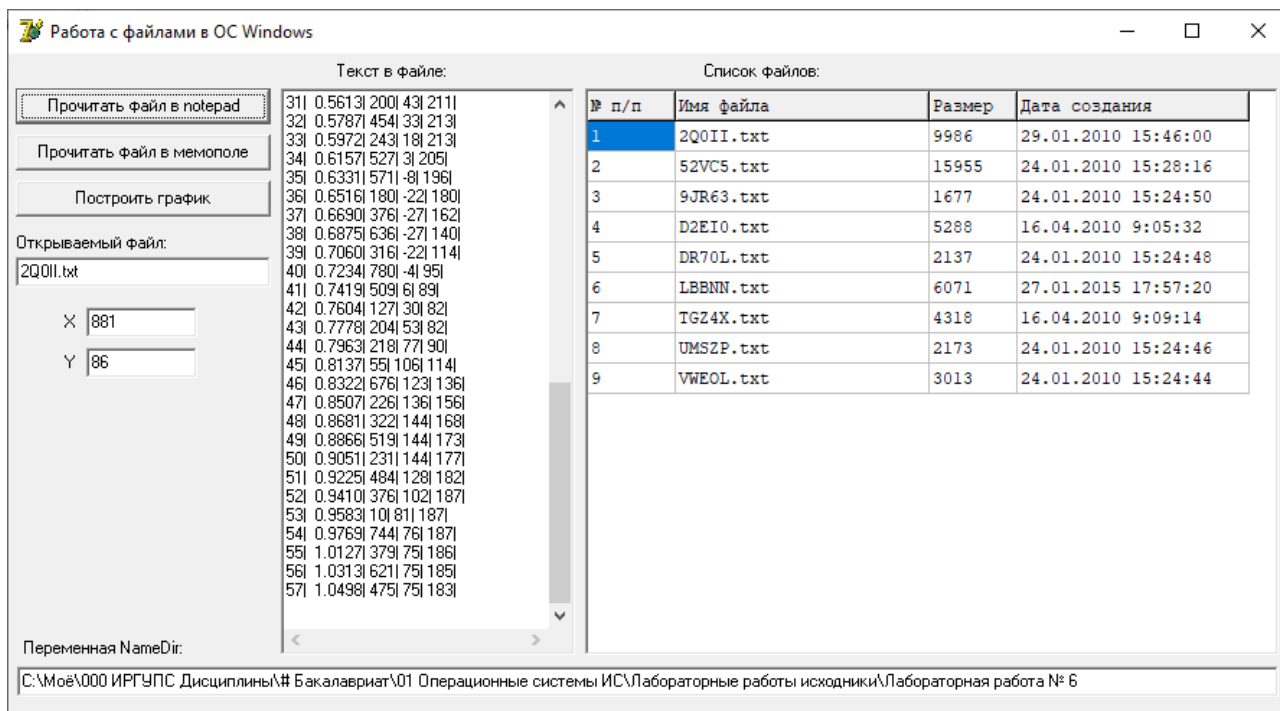 Работа с файлами в ОС Windows
Текст в файле:
Список файлов:
Прочитать файл в notepad
Прочитать файл в мемополе
Построить график
Открываемый файл:
2Q0II.txt
X 881
Y 86
31| 0.5613| 200| 43| 211|
32| 0.5787| 454| 33| 213|
33| 0.5972| 243| 18| 213|
34| 0.6157| 527| 3| 205|
35| 0.6331| 571| -8| 196|
36| 0.6516| 180| -22| 180|
37| 0.6690| 376| -27| 162|
38| 0.6875| 636| -27| 140|
39| 0.7060| 316| -22| 114|
40| 0.7234| 780| -4| 95|
41| 0.7419| 509| 6| 89|
42| 0.7604| 127| 30| 82|
43| 0.7778| 204| 53| 82|
44| 0.7963| 218| 77| 90|
45| 0.8137| 55| 106| 114|
46| 0.8322| 676| 123| 136|
47| 0.8507| 226| 136| 156|
48| 0.8681| 322| 144| 168|
49| 0.8866| 519| 144| 173|
50| 0.9051| 231| 144| 177|
51| 0.9225| 484| 128| 182|
52| 0.9410| 376| 102| 187|
53| 0.9583| 10| 81| 187|
54| 0.9769| 744| 76| 187|
55| 1.0127| 379| 75| 186|
56| 1.0313| 621| 75| 185|
57| 1.0498| 475| 75| 183|
№ п/п Имя файла Размер Дата создания
1 2Q0II.txt 9986 29.01.2010 15:46:00
2 52VC5.txt 15955 24.01.2010 15:28:16
3 9JR63.txt 1677 24.01.2010 15:24:50
4 D2EI0.txt 5288 16.04.2010 9:05:32
5 DR70L.txt 2137 24.01.2010 15:24:48
6 LBBNN.txt 6071 27.01.2015 17:57:20
7 TGZ4X.txt 4318 16.04.2010 9:09:14
8 UMSZP.txt 2173 24.01.2010 15:24:46
9 VWEOL.txt 3013 24.01.2010 15:24:44
Переменная NameDir:
C:\Моё\000 ИРГУПС Дисциплины\# Бакалавриат\01 Операционные системы ИС\Лабораторные работы исходники\Лабораторная работа № 6